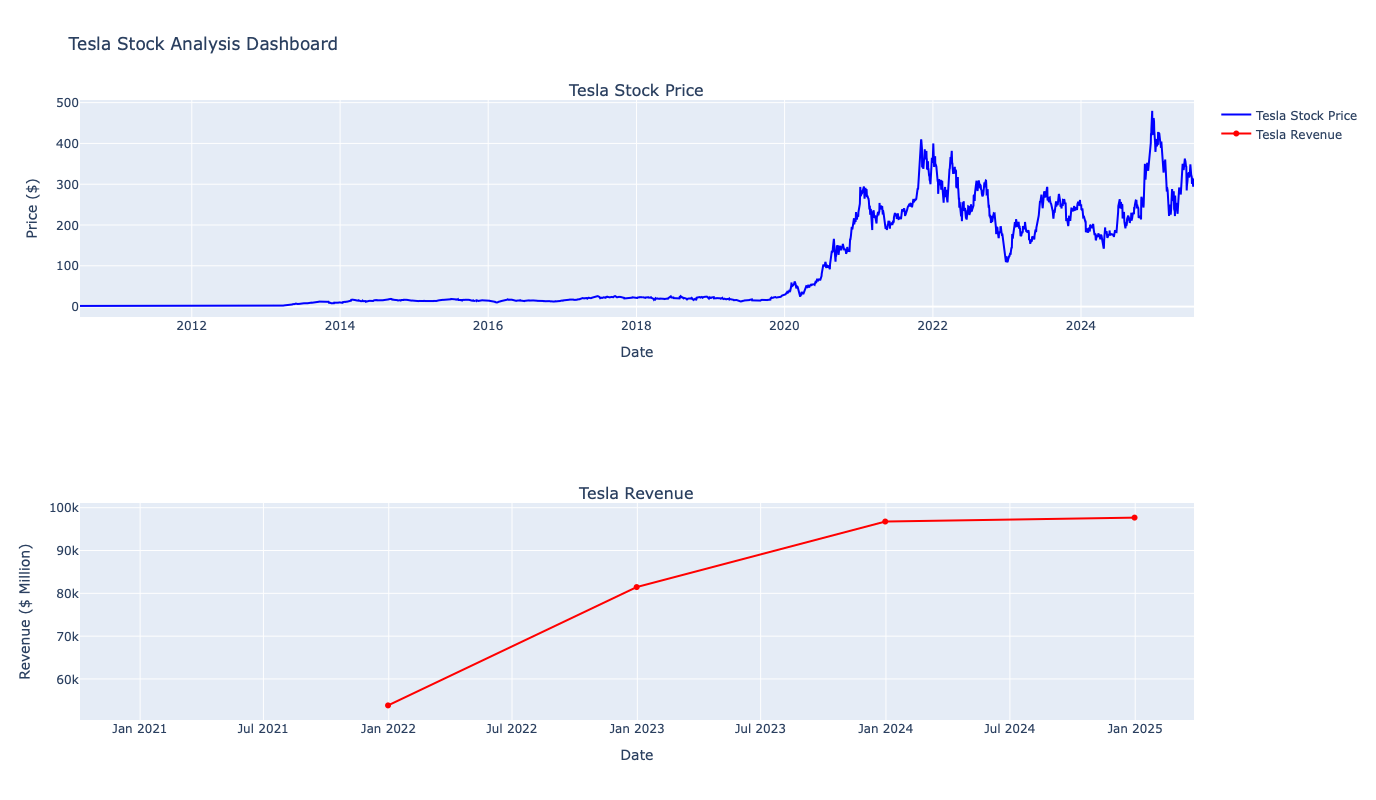 Tesla Stock Analysis Dashboard
Tesla Stock Price
500
400
300
200
100
0
Price ($)
2012 2014 2016 2018 2020 2022 2024
Date
Tesla Stock Price
Tesla Revenue
Tesla Revenue
100k
90k
80k
70k
60k
Revenue ($ Million)
Jan 2021 Jul 2021 Jan 2022 Jul 2022 Jan 2023 Jul 2023 Jan 2024 Jul 2024 Jan 2025
Date